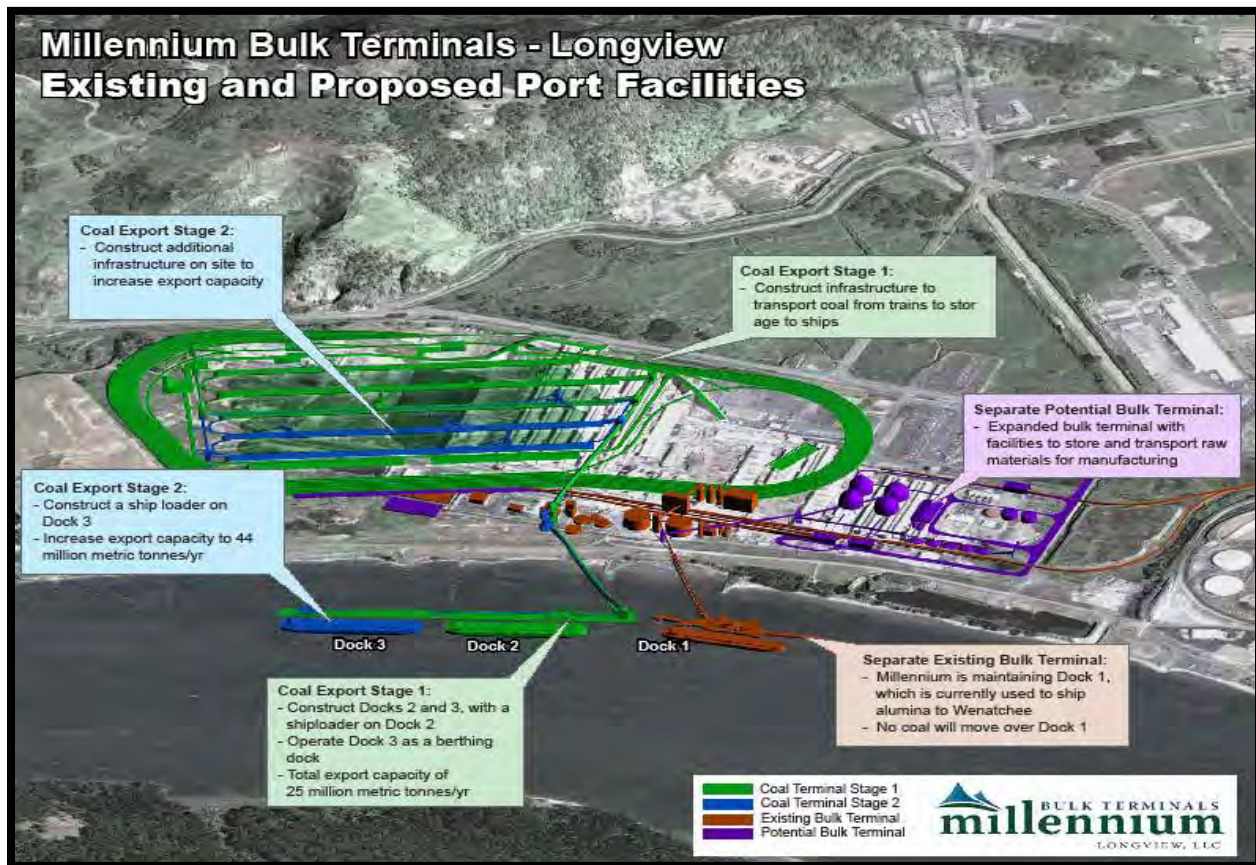 Millennium Bulk Terminals - Longview
Existing and Proposed Port Facilities
Coal Export Stage 2:
- Construct additional
infrastructure on site to
increase export capacity
Coal Export Stage 1:
- Construct infrastructure to
transport coal from trains to stor
age to ships
Separate Potential Bulk Terminal:
- Expanded bulk terminal with
facilities to store and transport raw
materials for manufacturing
Coal Export Stage 2:
- Construct a ship loader on
Dock 3
- Increase export capacity to 44
million metric tonnes/yr
Dock 3
Dock 2
Dock 1
Coal Export Stage 1:
- Construct Docks 2 and 3, with a
shiploader on Dock 2
- Operate Dock 3 as a berthing
dock
- Total export capacity of
25 million metric tonnes/yr
Separate Existing Bulk Terminal:
- Millennium is maintaining Dock 1,
which is currently used to ship
alumina to Wenatchee
- No coal will move over Dock 1
Coal Terminal Stage 1
Coal Terminal Stage 2
Existing Bulk Terminal
Potential Bulk Terminal
BULK TERMINALS
millennium
LONGVIEW, LLC